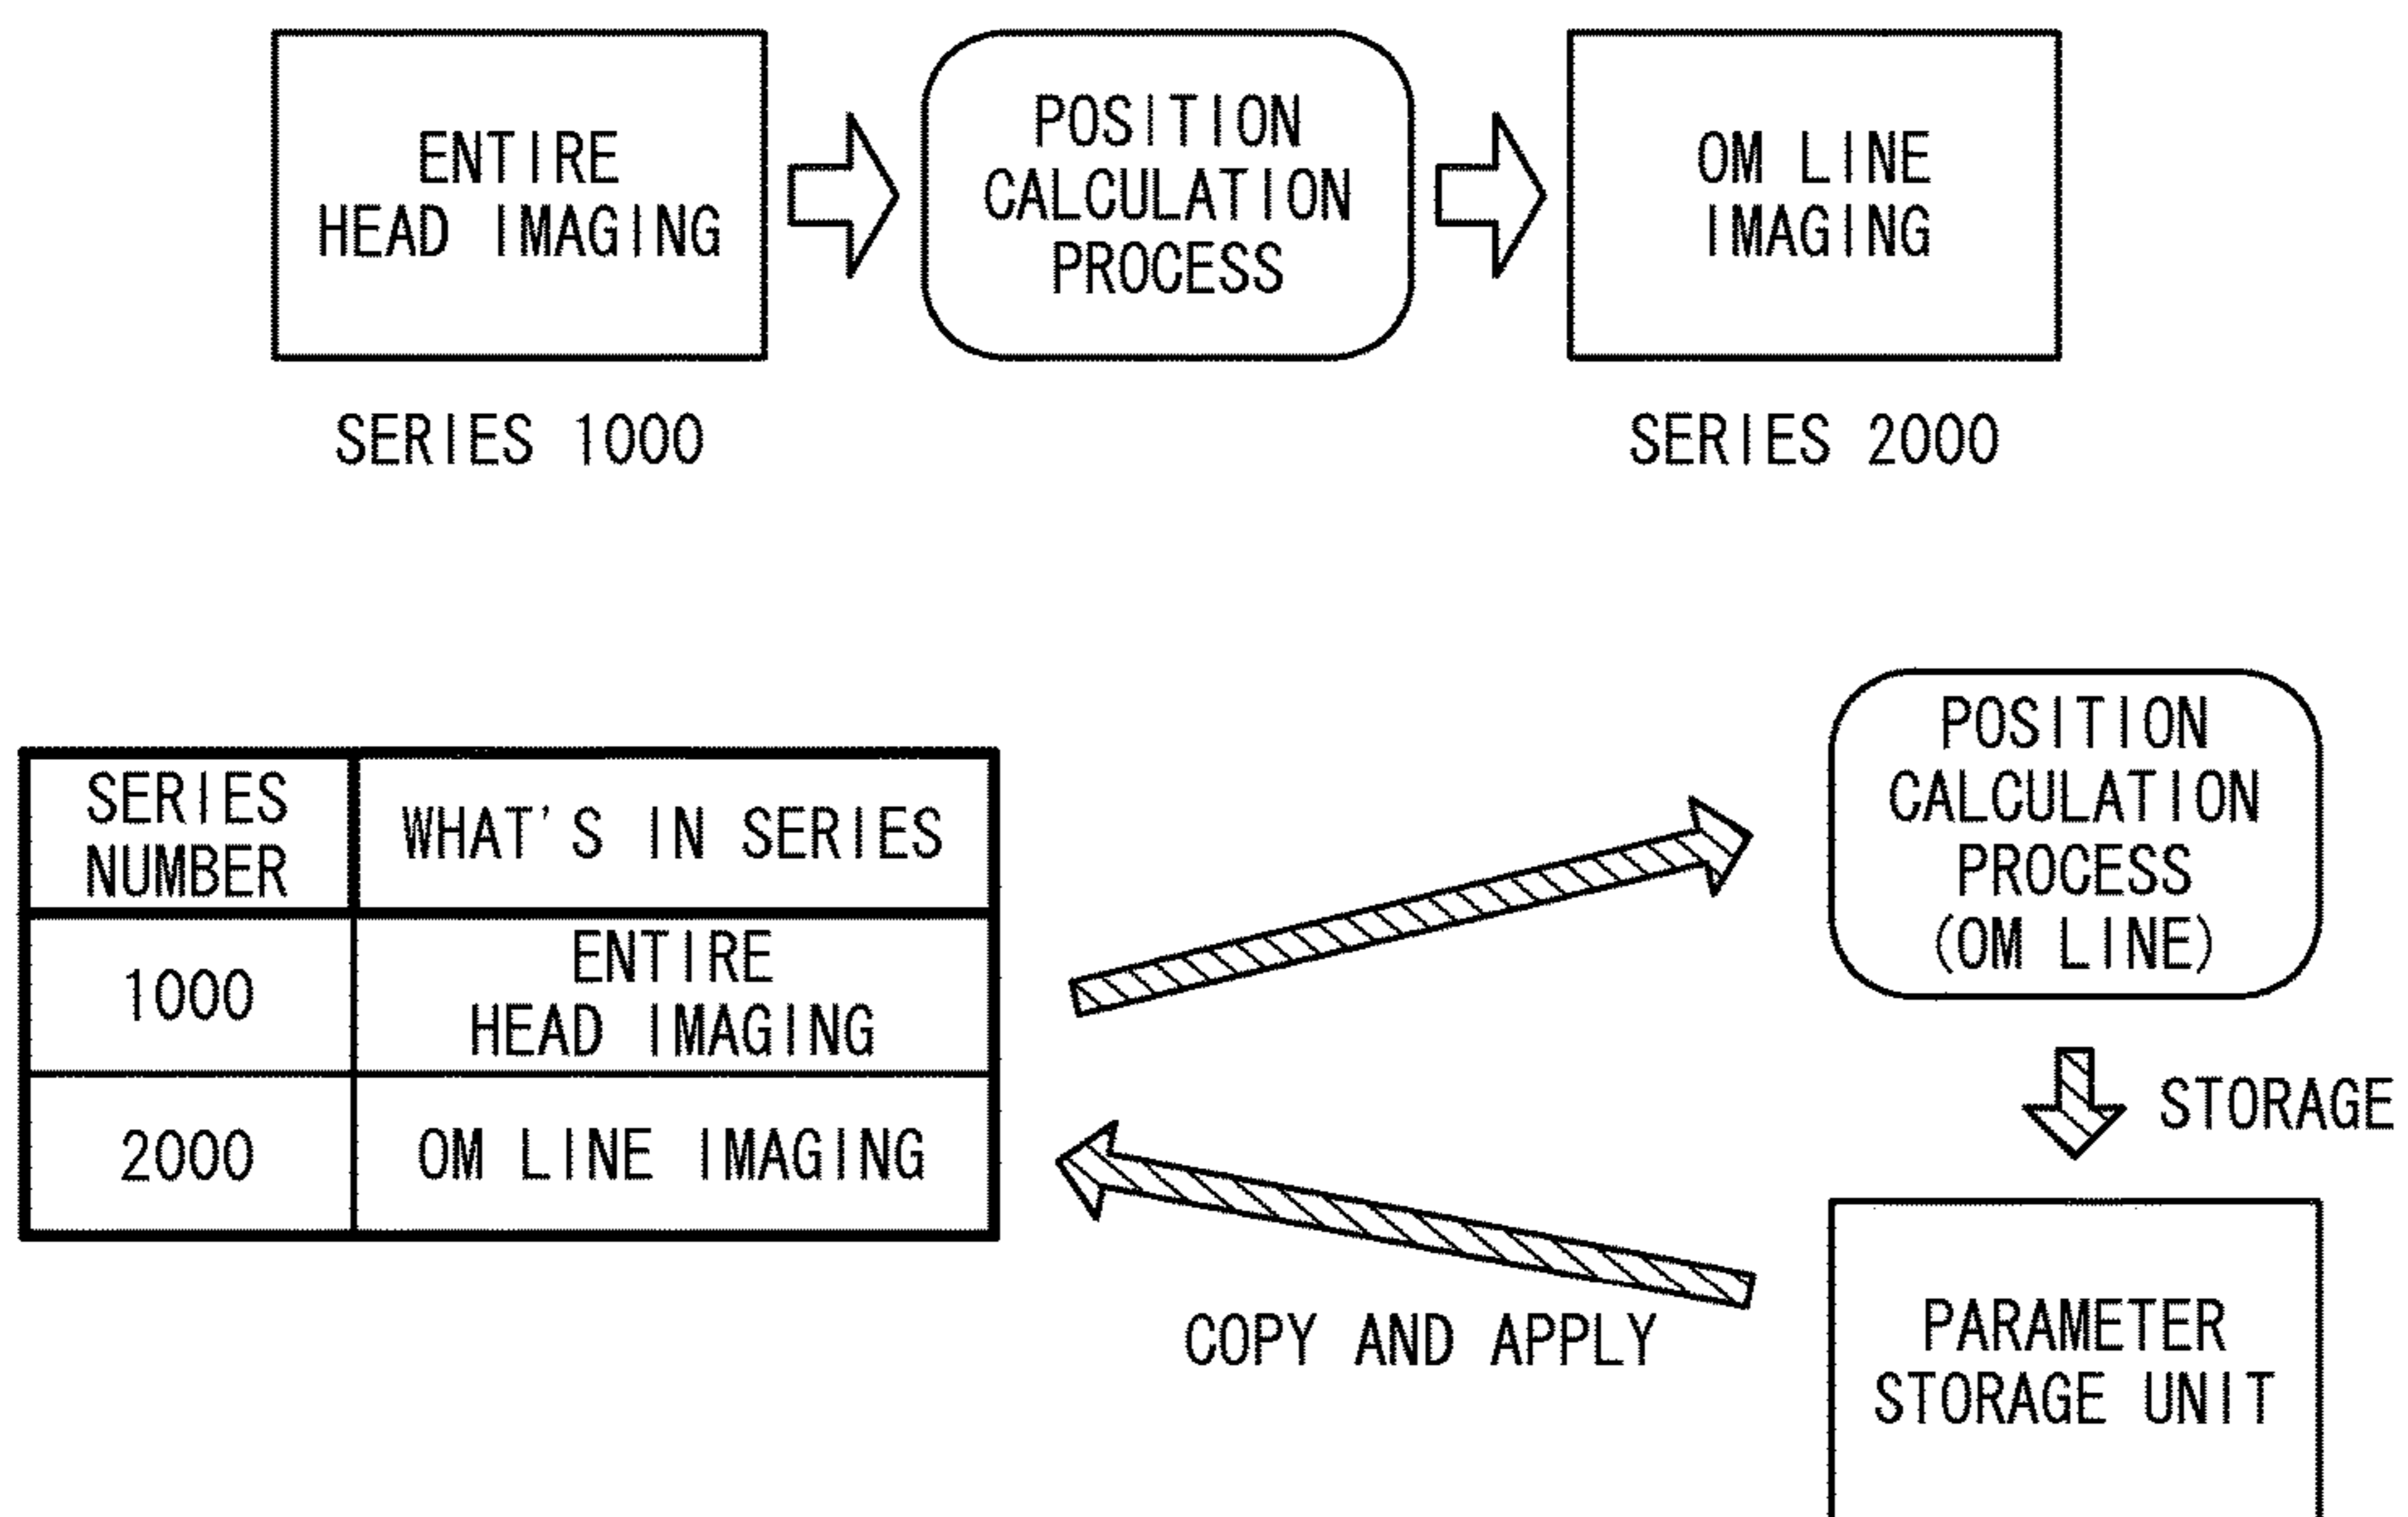 ENTIRE
HEAD IMAGING
POSITION
CALCULATION
PROCESS
OM LINE
IMAGING
SERIES 1000
SERIES 2000
SERIES
NUMBER
WHAT'S IN SERIES
1000
ENTIRE
HEAD IMAGING
2000
OM LINE IMAGING
POSITION
CALCULATION
PROCESS
(OM LINE)
STORAGE
COPY AND APPLY
PARAMETER
STORAGE UNIT